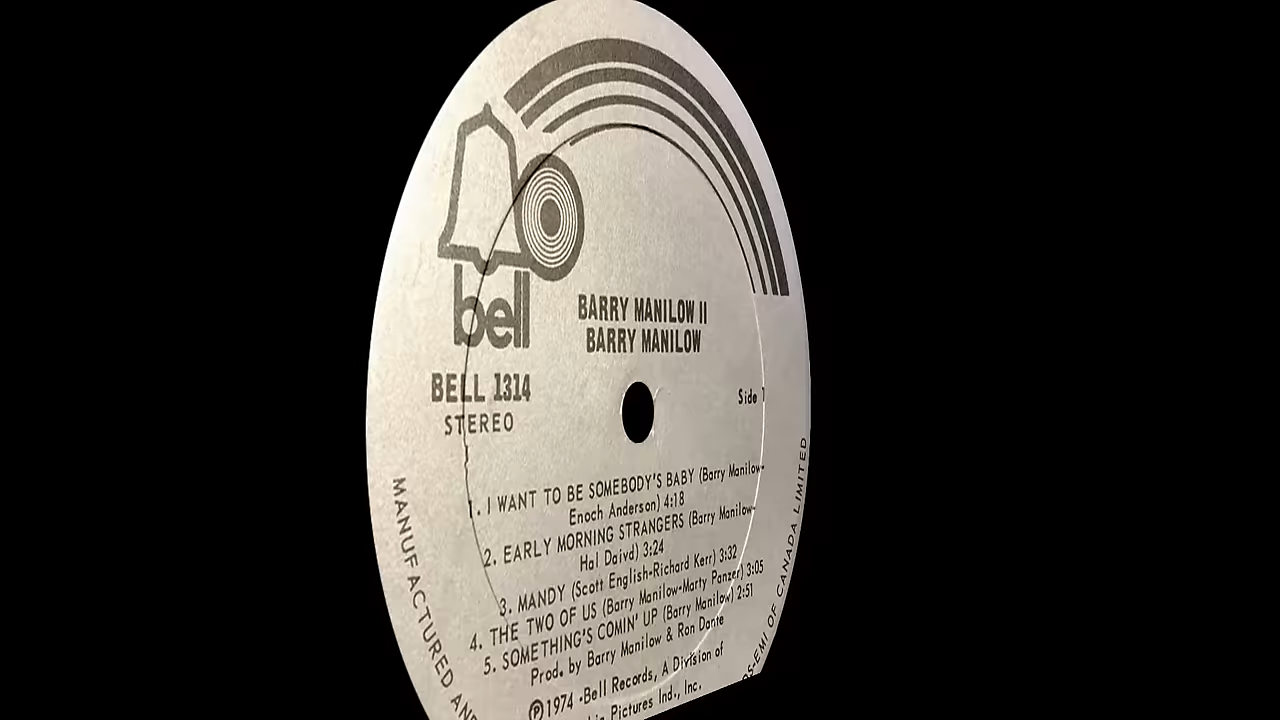 bell
BARRY MANILOW II
BARRY MANILOW
BELL 1314
STEREO
Side 1
1. I WANT TO BE SOMEBODY'S BABY (Barry Manilow-
Enoch Anderson) 4:18
2. EARLY MORNING STRANGERS (Barry Manilow-
Hal Daivd) 3:24
3. MANDY (Scott English-Richard Kerr) 3:32
4. THE TWO OF US (Barry Manilow-Marty Panzer) 3:05
5. SOMETHING'S COMIN' UP (Barry Manilow) 2:51
Prod. by Barry Manilow & Ron Dante
Ⓟ1974 -Bell Records, A Division of
Pictures Ind., Inc.
MANUFACTURED AND
-EMI OF CANADA LIMITED